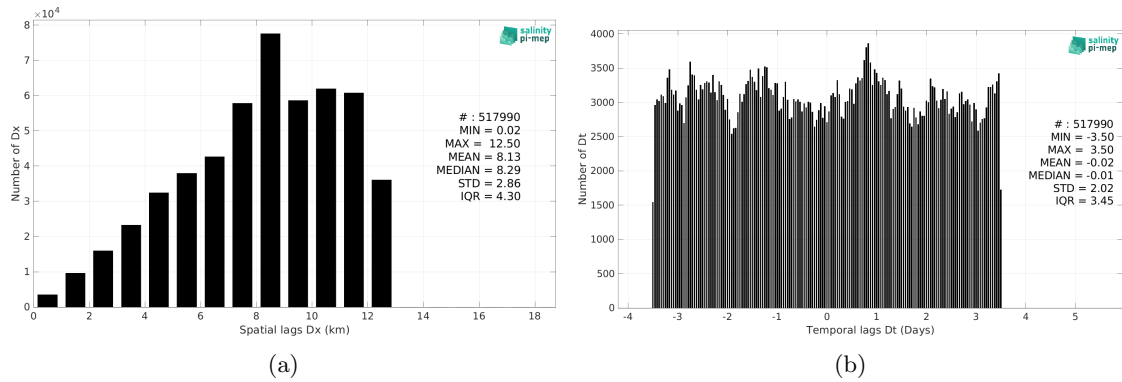 ×10⁴
8
7
6
5
4
3
2
1
0
Number of Dx
salinity
pi-mep
# : 517990
MIN = 0.02
MAX = 12.50
MEAN = 8.13
MEDIAN = 8.29
STD = 2.86
IQR = 4.30
0 2 4 6 8 10 12 14 16 18
Spatial lags Dx (km)
(a)
4000
3500
3000
2500
2000
1500
1000
500
0
Number of Dt
salinity
pi-mep
# : 517990
MIN = -3.50
MAX = 3.50
MEAN = -0.02
MEDIAN = -0.01
STD = 2.02
IQR = 3.45
-4 -3 -2 -1 0 1 2 3 4 5
Temporal lags Dt (Days)
(b)